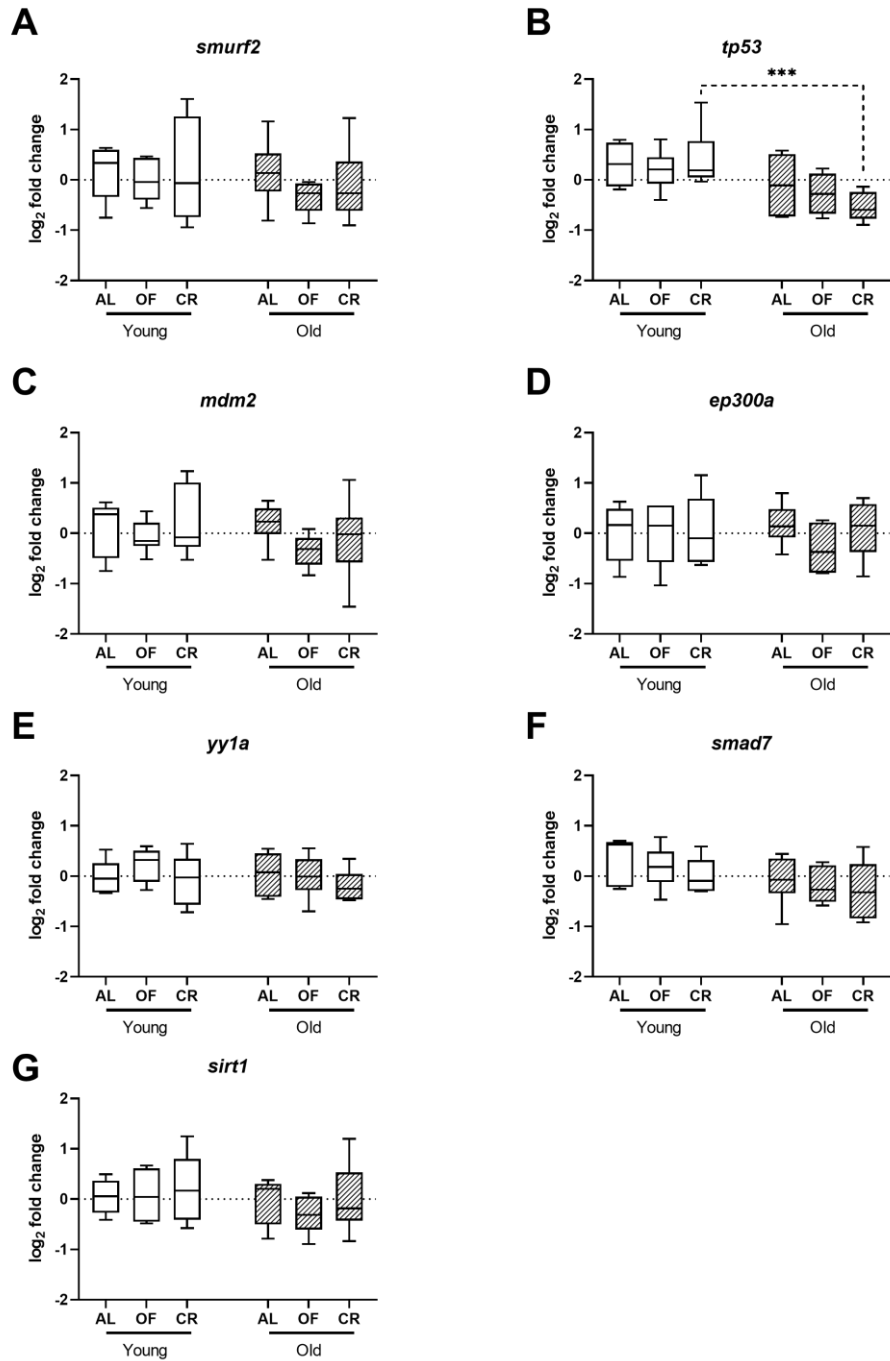 A
smurf2
log2 fold change
2
1
0
-1
-2
AL OF CR AL OF CR
Young Old
B
tp53
***
log2 fold change
2
1
0
-1
-2
AL OF CR AL OF CR
Young Old
C
mdm2
log2 fold change
2
1
0
-1
-2
AL OF CR AL OF CR
Young Old
D
ep300a
log2 fold change
2
1
0
-1
-2
AL OF CR AL OF CR
Young Old
E
yy1a
log2 fold change
2
1
0
-1
-2
AL OF CR AL OF CR
Young Old
F
smad7
log2 fold change
2
1
0
-1
-2
AL OF CR AL OF CR
Young Old
G
sirt1
log2 fold change
2
1
0
-1
-2
AL OF CR AL OF CR
Young Old